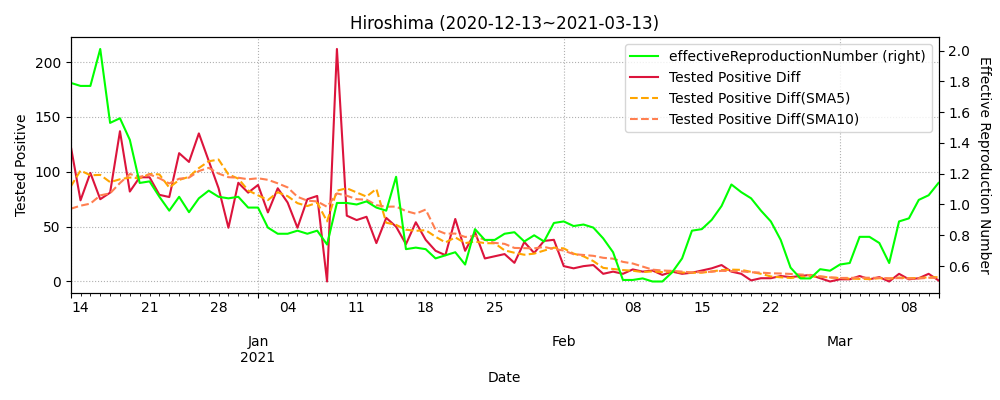 Hiroshima (2020-12-13~2021-03-13)
effectiveReproductionNumber (right)
Tested Positive Diff
Tested Positive Diff(SMA5)
Tested Positive Diff(SMA10)
Tested Positive
200
150
100
50
0
Effective Reproduction Number
2.0
1.8
1.6
1.4
1.2
1.0
0.8
0.6
14 21 28 04 11 18 25 08 15 22 08
Jan Feb Mar
2021
Date